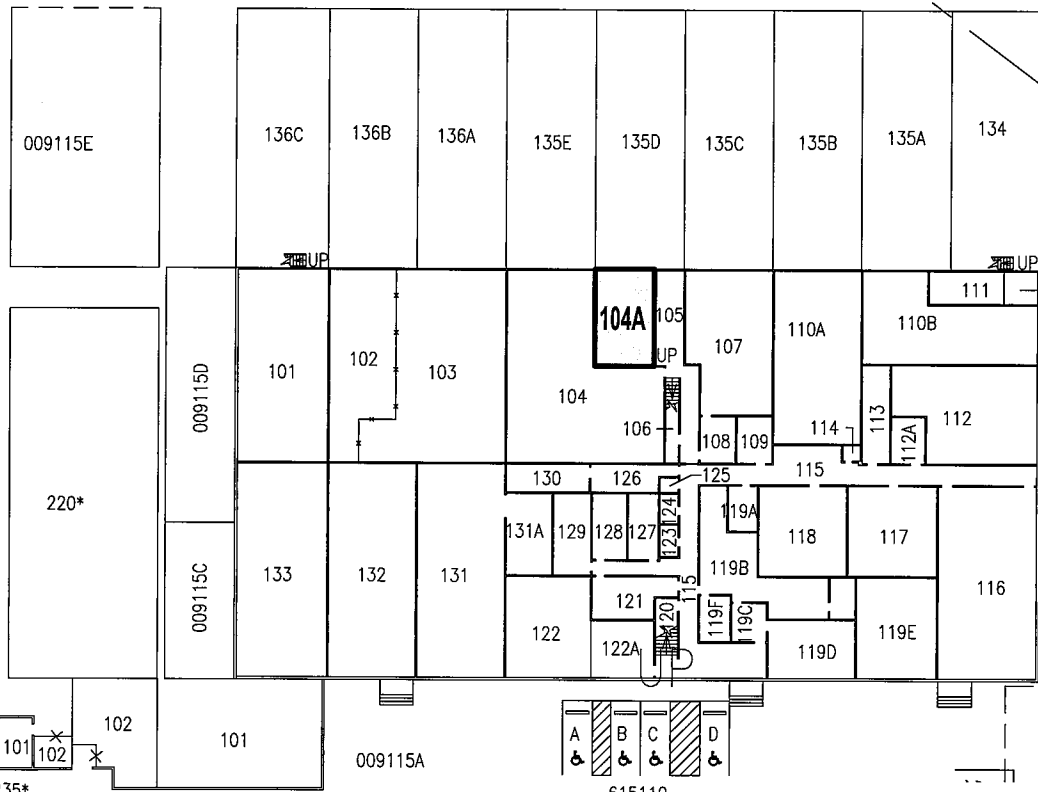 009115E
136C 136B 136A 135E 135D 135C 135B 135A 134
UP UP
111
104A 105 110A 110B
102 107
101 103
UP
009115D 104
106 113 112
108 109 114 112A
115
130 126 125
220*
124 119A
131A 129 128 127 118 117
123
133 132 131 119B
115 116
009115C 121
120 119F 119C
122 119E
122A 119D
102
101 102 101
A B C D
009115A
35*
615110